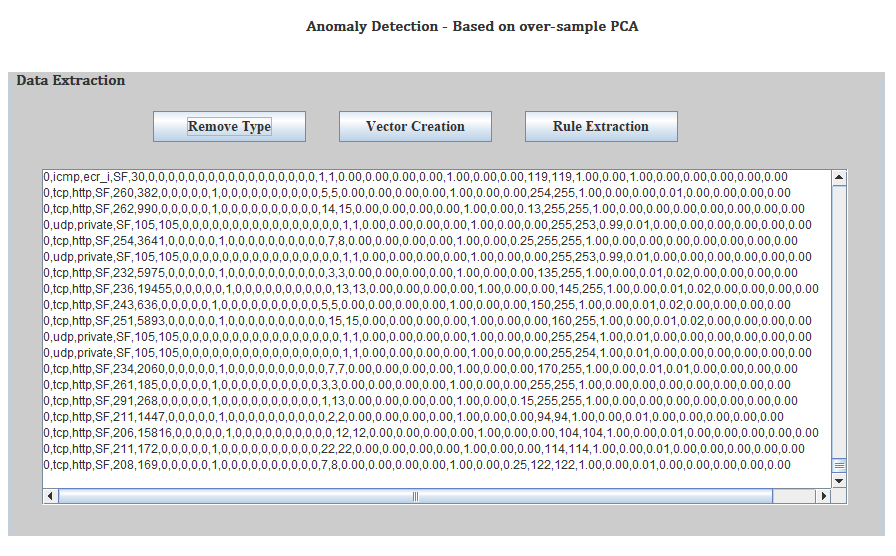 Anomaly Detection - Based on over-sample PCA
Data Extraction
Remove Type Vector Creation Rule Extraction
0,icmp,ecr_i,SF,30,0,0,0,0,0,0,0,0,0,0,0,0,0,0,0,0,0,1,1,0.00,0.00,0.00,0.00,1.00,0.00,0.00,119,119,1.00,0.00,1.00,0.00,0.00,0.00,0.00,0.00
0,tcp,http,SF,260,382,0,0,0,0,0,1,0,0,0,0,0,0,0,0,0,0,5,5,0.00,0.00,0.00,0.00,1.00,0.00,0.00,254,255,1.00,0.00,0.00,0.01,0.00,0.00,0.00,0.00
0,tcp,http,SF,262,990,0,0,0,0,0,1,0,0,0,0,0,0,0,0,0,0,14,15,0.00,0.00,0.00,0.00,1.00,0.00,0.13,255,255,1.00,0.00,0.00,0.00,0.00,0.00,0.00,0.00
0,udp,private,SF,105,105,0,0,0,0,0,0,0,0,0,0,0,0,0,0,0,0,1,1,0.00,0.00,0.00,0.00,1.00,0.00,0.00,255,253,0.99,0.01,0.00,0.00,0.00,0.00,0.00,0.00
0,tcp,http,SF,254,3641,0,0,0,0,0,1,0,0,0,0,0,0,0,0,0,0,7,8,0.00,0.00,0.00,0.00,1.00,0.00,0.25,255,255,1.00,0.00,0.00,0.00,0.00,0.00,0.00,0.00
0,udp,private,SF,105,105,0,0,0,0,0,0,0,0,0,0,0,0,0,0,0,0,1,1,0.00,0.00,0.00,0.00,1.00,0.00,0.00,255,253,0.99,0.01,0.00,0.00,0.00,0.00,0.00,0.00
0,tcp,http,SF,232,5975,0,0,0,0,0,1,0,0,0,0,0,0,0,0,0,0,3,3,0.00,0.00,0.00,0.00,1.00,0.00,0.00,135,255,1.00,0.00,0.01,0.02,0.00,0.00,0.00,0.00
0,tcp,http,SF,236,19455,0,0,0,0,0,1,0,0,0,0,0,0,0,0,0,0,13,13,0.00,0.00,0.00,0.00,1.00,0.00,0.00,145,255,1.00,0.00,0.01,0.02,0.00,0.00,0.00,0.00
0,tcp,http,SF,243,636,0,0,0,0,0,1,0,0,0,0,0,0,0,0,0,0,5,5,0.00,0.00,0.00,0.00,1.00,0.00,0.00,150,255,1.00,0.00,0.01,0.02,0.00,0.00,0.00,0.00
0,tcp,http,SF,251,5893,0,0,0,0,0,1,0,0,0,0,0,0,0,0,0,0,15,15,0.00,0.00,0.00,0.00,1.00,0.00,0.00,160,255,1.00,0.00,0.01,0.02,0.00,0.00,0.00,0.00
0,udp,private,SF,105,105,0,0,0,0,0,0,0,0,0,0,0,0,0,0,0,0,1,1,0.00,0.00,0.00,0.00,1.00,0.00,0.00,255,254,1.00,0.01,0.00,0.00,0.00,0.00,0.00,0.00
0,udp,private,SF,105,105,0,0,0,0,0,0,0,0,0,0,0,0,0,0,0,0,1,1,0.00,0.00,0.00,0.00,1.00,0.00,0.00,255,254,1.00,0.01,0.00,0.00,0.00,0.00,0.00,0.00
0,tcp,http,SF,234,2060,0,0,0,0,0,1,0,0,0,0,0,0,0,0,0,0,7,7,0.00,0.00,0.00,0.00,1.00,0.00,0.00,170,255,1.00,0.00,0.01,0.01,0.00,0.00,0.00,0.00
0,tcp,http,SF,261,185,0,0,0,0,0,1,0,0,0,0,0,0,0,0,0,0,3,3,0.00,0.00,0.00,0.00,1.00,0.00,0.00,255,255,1.00,0.00,0.00,0.00,0.00,0.00,0.00,0.00
0,tcp,http,SF,291,268,0,0,0,0,0,1,0,0,0,0,0,0,0,0,0,0,1,13,0.00,0.00,0.00,0.00,1.00,0.00,0.15,255,255,1.00,0.00,0.00,0.00,0.00,0.00,0.00,0.00
0,tcp,http,SF,211,1447,0,0,0,0,0,1,0,0,0,0,0,0,0,0,0,0,2,2,0.00,0.00,0.00,0.00,1.00,0.00,0.00,94,94,1.00,0.00,0.01,0.00,0.00,0.00,0.00,0.00
0,tcp,http,SF,206,15816,0,0,0,0,0,1,0,0,0,0,0,0,0,0,0,0,12,12,0.00,0.00,0.00,0.00,1.00,0.00,0.00,104,104,1.00,0.00,0.01,0.00,0.00,0.00,0.00,0.00
0,tcp,http,SF,211,172,0,0,0,0,0,1,0,0,0,0,0,0,0,0,0,0,22,22,0.00,0.00,0.00,0.00,1.00,0.00,0.00,114,114,1.00,0.00,0.01,0.00,0.00,0.00,0.00,0.00
0,tcp,http,SF,208,169,0,0,0,0,0,1,0,0,0,0,0,0,0,0,0,0,7,8,0.00,0.00,0.00,0.00,1.00,0.00,0.25,122,122,1.00,0.00,0.01,0.00,0.00,0.00,0.00,0.00